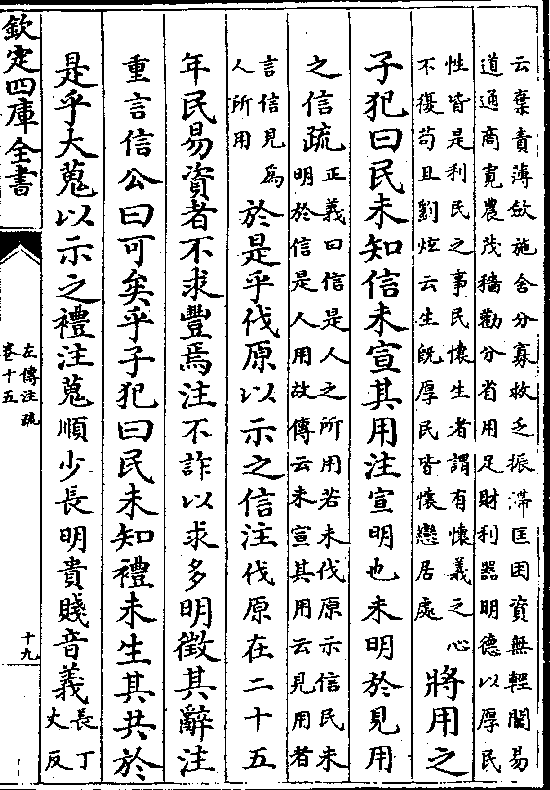 云棄責薄斂施舍分寡救乏振滯匡困資無輕關易
道通商寬農茂穡勸分省用足財利器明德以厚民
性皆是利民之事民懷生者謂有懷義之心
不復苟且劉炫云生既厚民皆懷戀居處
將用之
子犯曰民未知信未宣其用注宣明也未明於見用
之信疏
正義曰信是人之所用若未伐原示信民未
明於信是人用故傳云未宣其用云見用者
言信見為
人所用
於是乎伐原以示之信注伐原在二十五
年民易資者不求豐焉注不詐以求多明徵其辭注
重言信公曰可矣乎子犯曰民未知禮未生其共於
是乎大蒐以示之禮注蒐順少長明貴賤音義
長丁
丈反
欽定四庫全書
左傳注疏
卷十五
十九